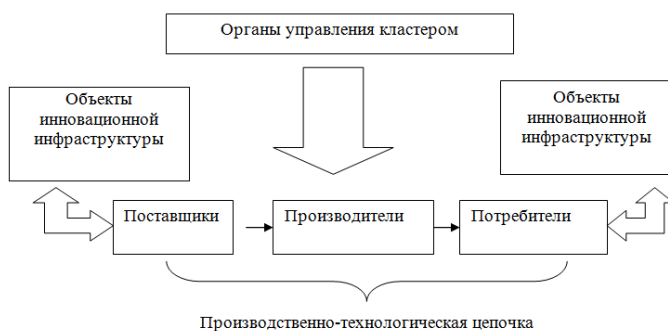 Органы управления кластером
Объекты
инновационной
инфраструктуры
Объекты
инновационной
инфраструктуры
Поставщики
Производители
Потребители
Производственно-технологическая цепочка